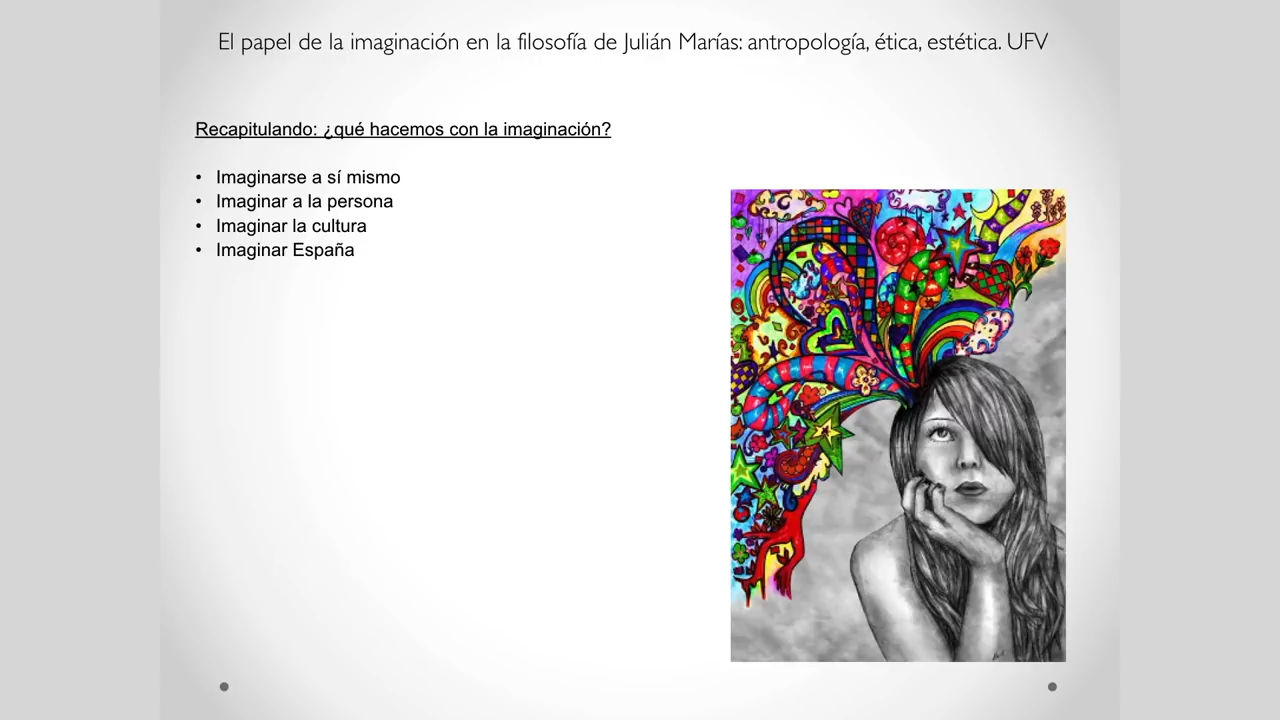 El papel de la imaginación en la filosofía de Julián Marías: antropología, ética, estética. UFV
Recapitulando: ¿qué hacemos con la imaginación?
• Imaginarse a sí mismo
• Imaginar a la persona
• Imaginar la cultura
• Imaginar España